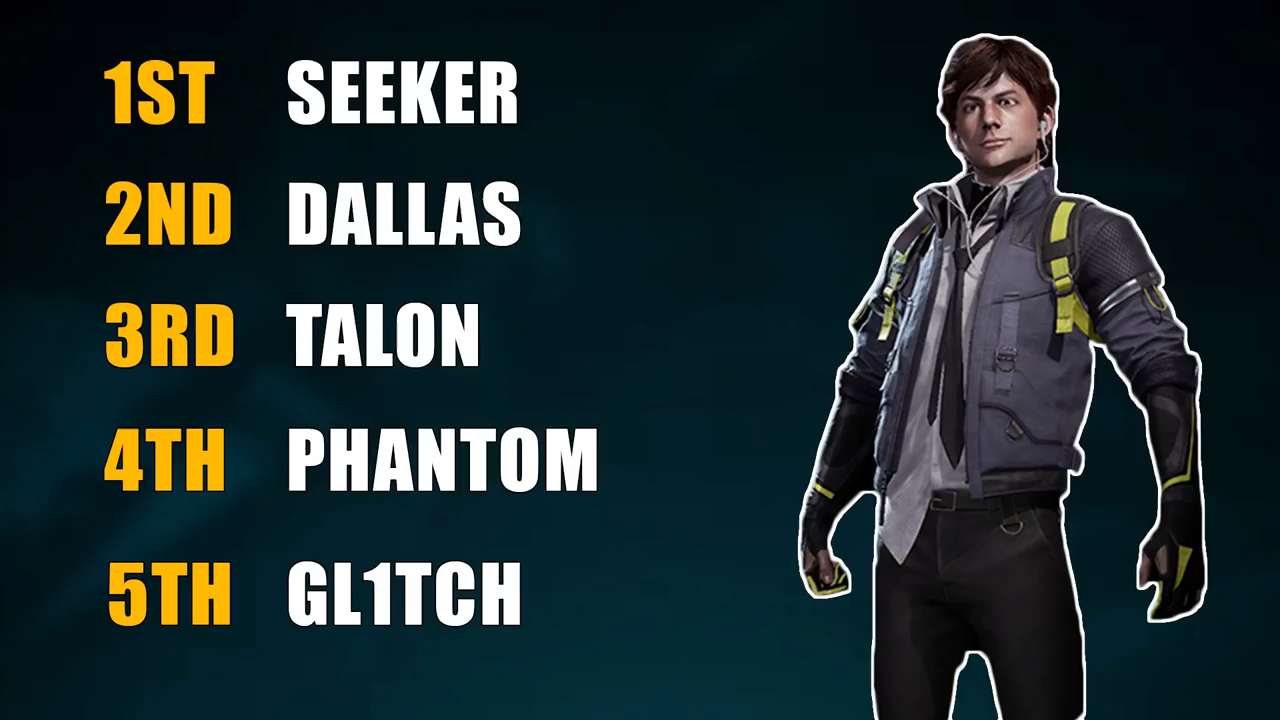 1ST SEEKER
2ND DALLAS
3RD TALON
4TH PHANTOM
5TH GL1TCH